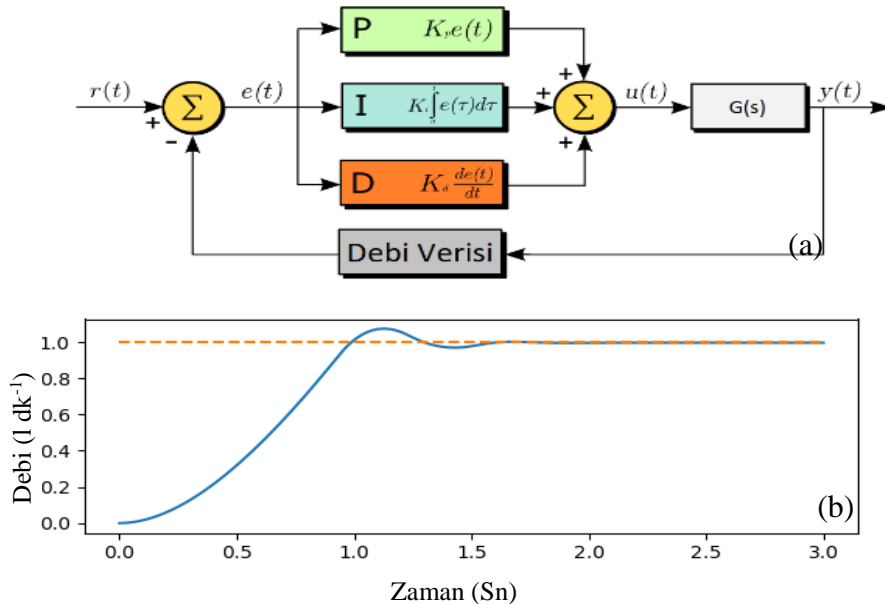 P K_p e(t)
r(t) + - Σ e(t) I K_i ∫ e(τ)dτ + + + Σ u(t) G(s) y(t)
D K_d de(t)/dt
Debi Verisi
(a)
1.0
0.8
0.6
0.4
0.2
0.0
Debi (l dk⁻¹)
(b)
0.0 0.5 1.0 1.5 2.0 2.5 3.0
Zaman (Sn)